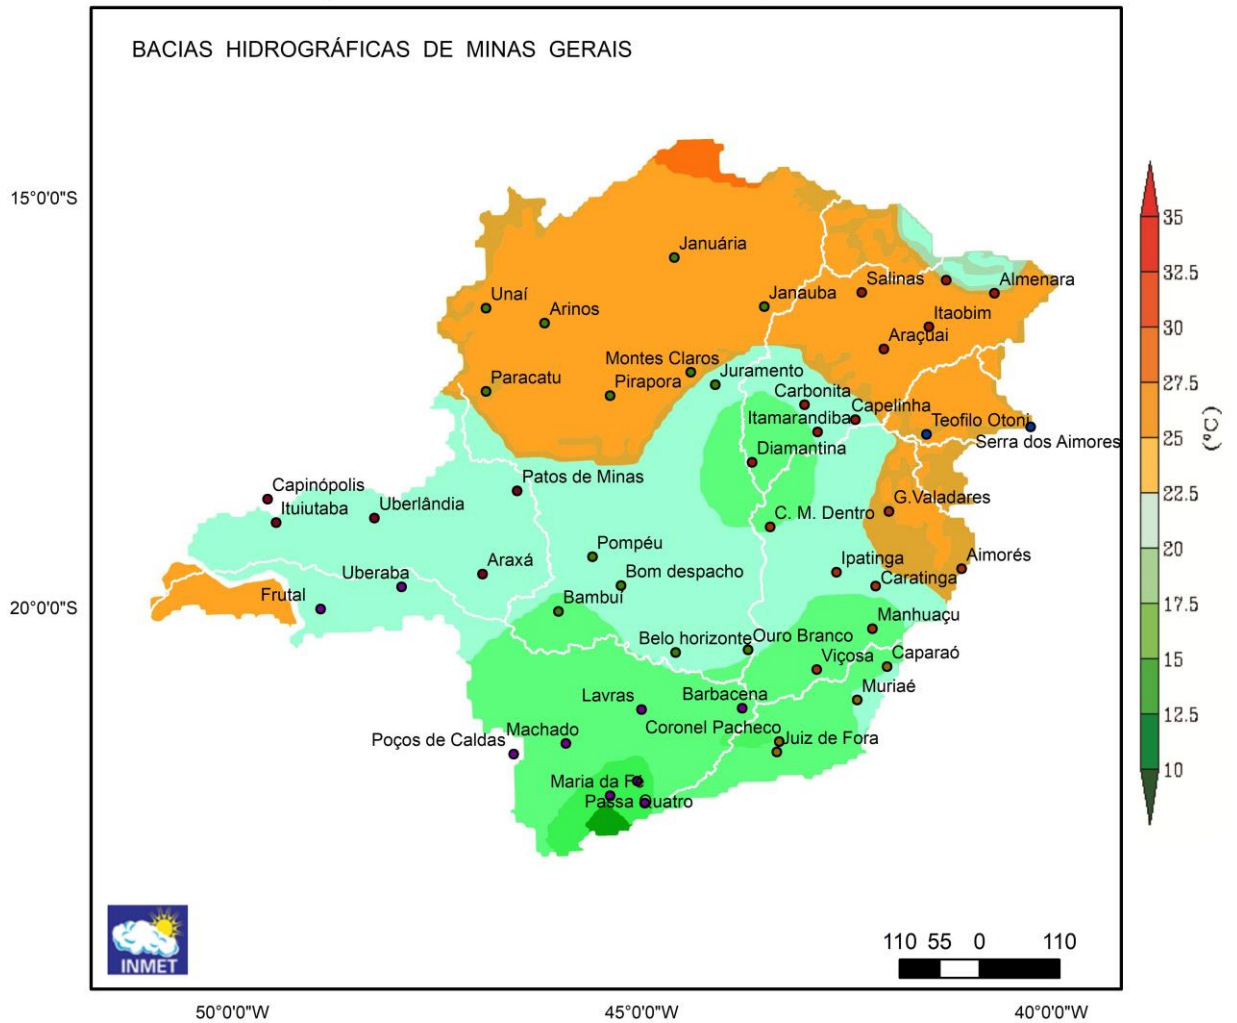 BACIAS HIDROGRÁFICAS DE MINAS GERAIS
15°0'0"S
20°0'0"S
Januária
Unaí
Arinos
Janauba
Salinas
Almenara
Itaobim
Araçuai
Montes Claros
Juramento
Paracatu
Pirapora
Carbonita
Itamarandiba
Capelinha
Teofilo Otoni
Serra dos Aimores
Diamantina
Patos de Minas
Capinópolis
Ituiutaba
Uberlândia
G.Valadares
C. M. Dentro
Pompéu
Ipatinga
Aimorés
Araxá
Bom despacho
Caratinga
Uberaba
Frutal
Bambuí
Manhuaçu
Belo horizonte
Ouro Branco
Viçosa
Caparaó
Muriaé
Lavras
Barbacena
Coronel Pacheco
Machado
Juiz de Fora
Poços de Caldas
Maria da Fé
Passa Quatro
35
32.5
30
27.5
25
22.5
20
17.5
15
12.5
10
(°C)
INMET
110 55 0 110
50°0'0"W
45°0'0"W
40°0'0"W